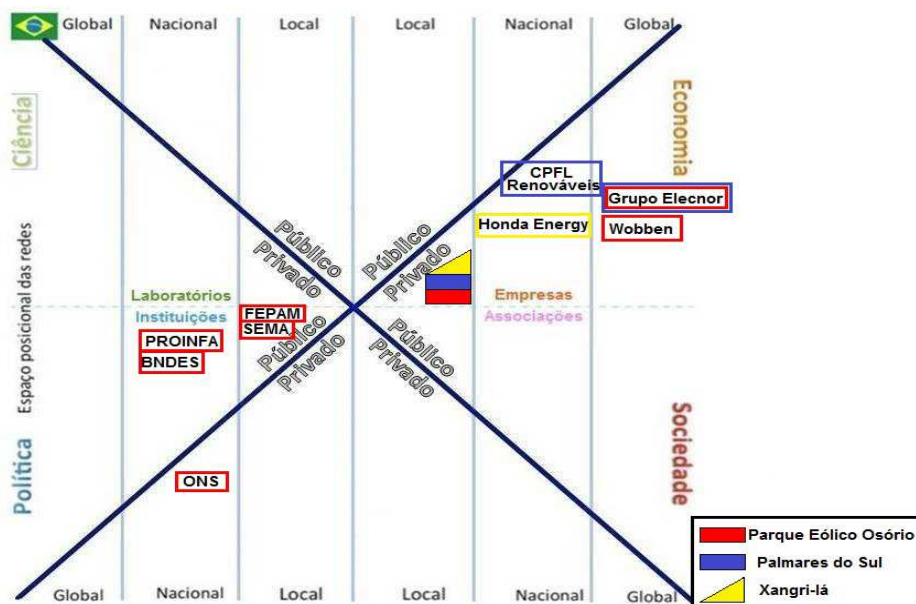 Global Nacional Local Local Nacional Global
Ciência
Economia
CPFL
Renováveis
Grupo Elecnor
Honda Energy
Wobben
Público
Privado
Público
Privado
Espaço posicional das redes
Laboratórios
Empresas
Instituições
Associações
FEPAM
SEMA
PROINFA
BNDES
Público
Privado
Público
Privado
Política
Sociedade
ONS
Parque Eólico Osório
Palmares do Sul
Xangri-lá
Global Nacional Local Local Nacional Global